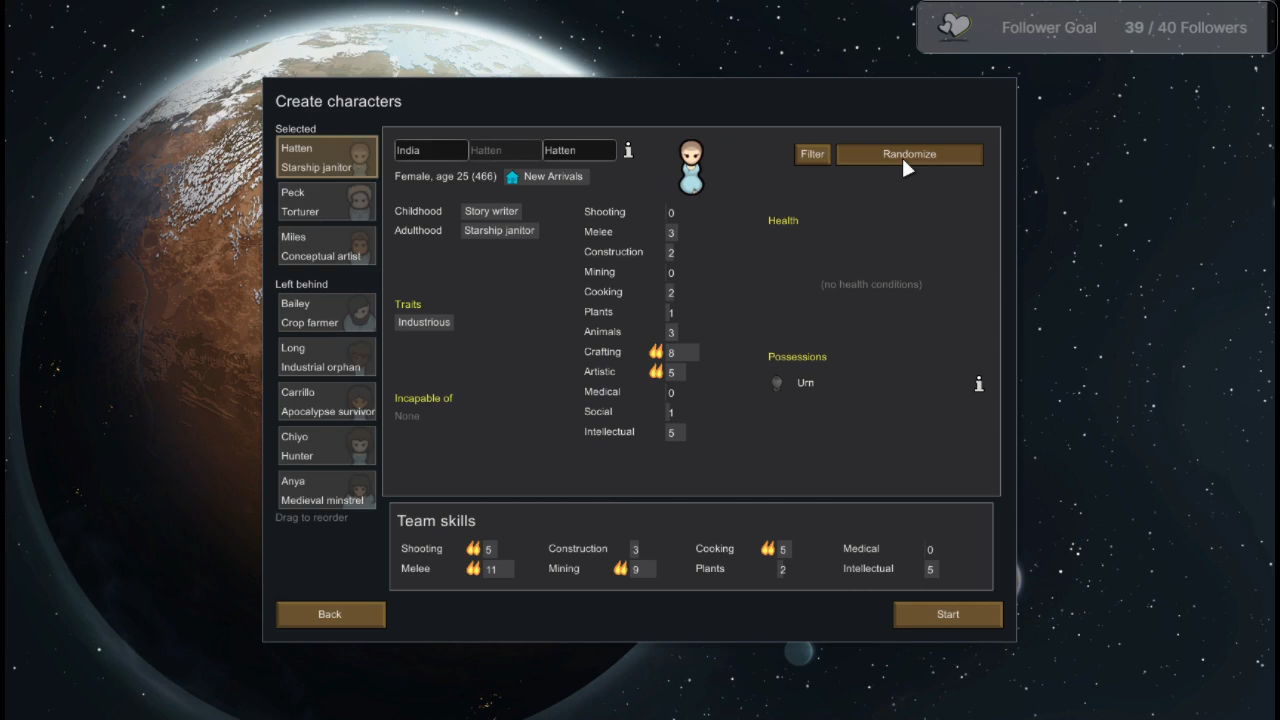 Follower Goal 39 / 40 Followers
Create characters
Selected
Hatten
Starship janitor
Peck
Torturer
Miles
Conceptual artist
Left behind
Bailey
Crop farmer
Long
Industrial orphan
Carrillo
Apocalypse survivor
Chiyo
Hunter
Anya
Medieval minstrel
Drag to reorder
India Hatten Hatten
Filter Randomize
Female, age 25 (466) New Arrivals
Childhood Story writer
Adulthood Starship janitor
Traits
Industrious
Incapable of
None
Shooting 0
Melee 3
Construction 2
Mining 0
Cooking 2
Plants 1
Animals 3
Crafting 8
Artistic 5
Medical 0
Social 1
Intellectual 5
Health
(no health conditions)
Possessions
Urn
Team skills
Shooting 5 Construction 3 Cooking 5 Medical 0
Melee 11 Mining 9 Plants 2 Intellectual 5
Back Start